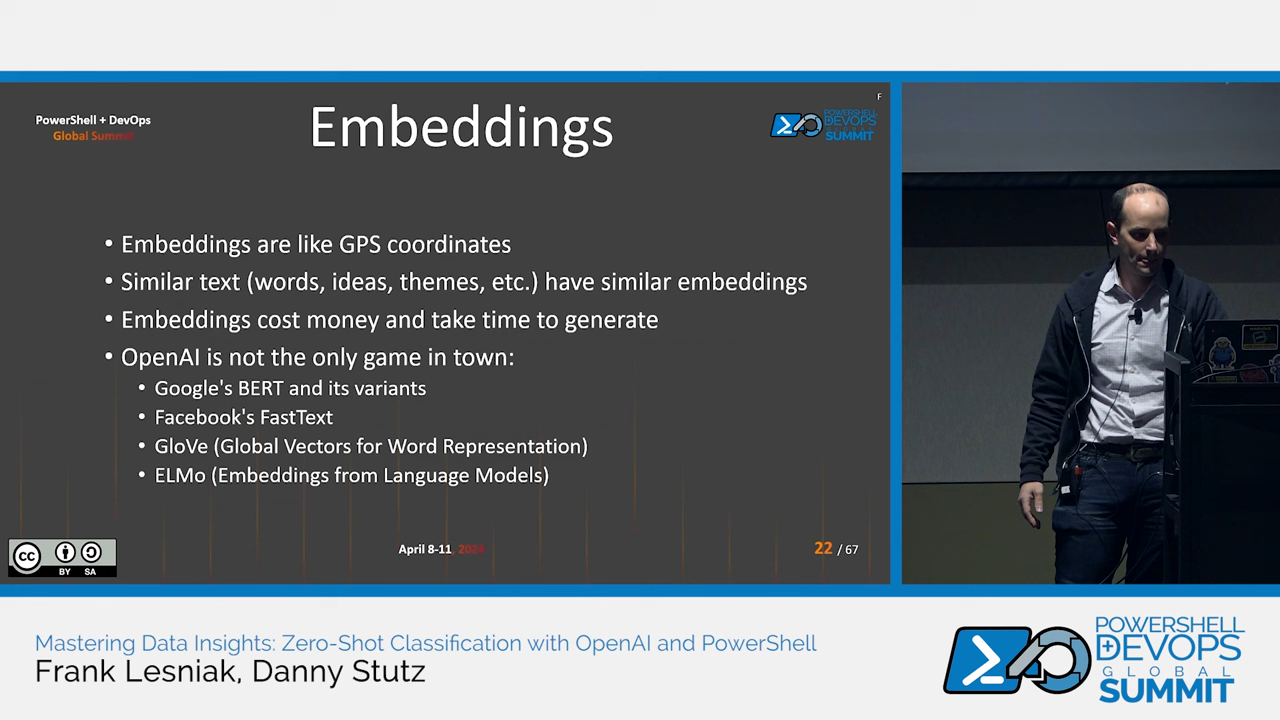 PowerShell + DevOps
Global Summit
Embeddings
F
POWERSHELL
DEVOPS
GLOBAL
SUMMIT
• Embeddings are like GPS coordinates
• Similar text (words, ideas, themes, etc.) have similar embeddings
• Embeddings cost money and take time to generate
• OpenAI is not the only game in town:
• Google's BERT and its variants
• Facebook's FastText
• GloVe (Global Vectors for Word Representation)
• ELMo (Embeddings from Language Models)
cc
BY SA
April 8-11, 2024
22 / 67
Mastering Data Insights: Zero-Shot Classification with OpenAI and PowerShell
Frank Lesniak, Danny Stutz
POWERSHELL
DEVOPS
GLOBAL
SUMMIT